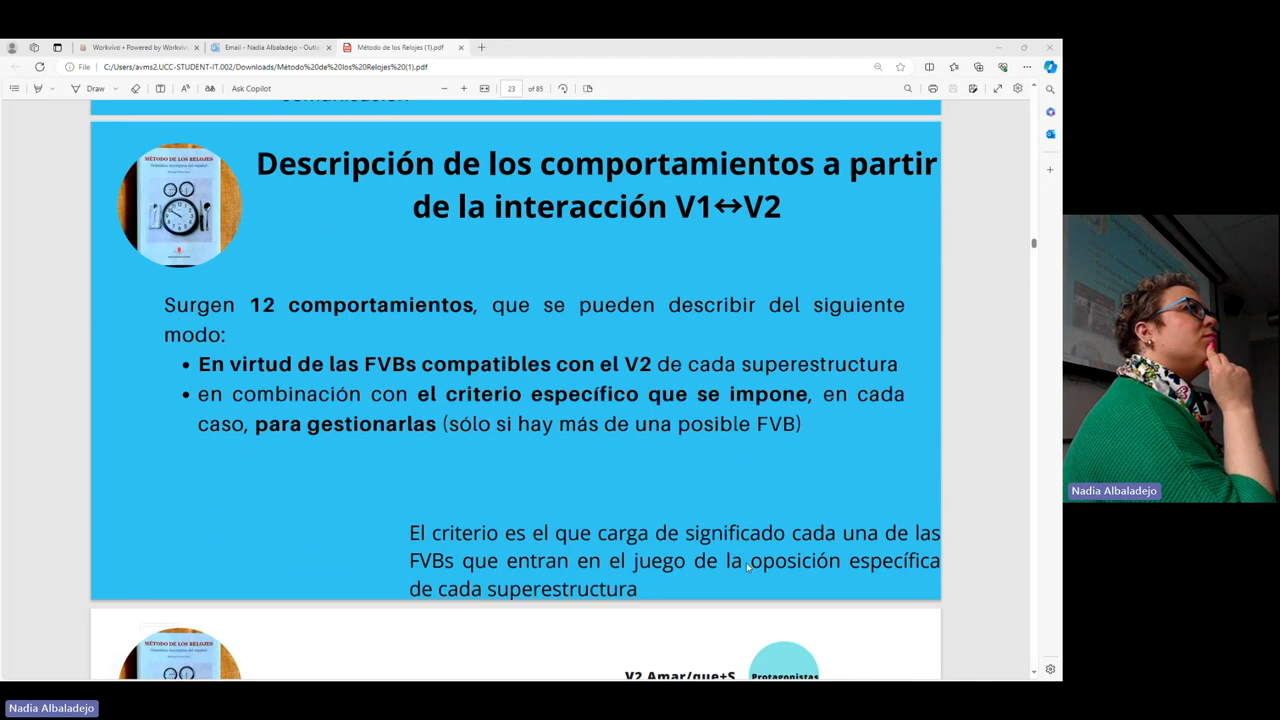 Workvivo • Powered by Workviv
Email - Nadia Albaladejo - Outlo
Método de los Relojes (1).pdf
File
C:/Users/avms2.UCC-STUDENT-IT.002/Downloads/Método%20de%20los%20Relojes%20(1).pdf
Draw
Ask Copilot
23 of 85
comunicación
MÉTODO DE LOS RELOJES
Descripción de los comportamientos a partir
de la interacción V1↔V2
Surgen 12 comportamientos, que se pueden describir del siguiente
modo:
• En virtud de las FVBs compatibles con el V2 de cada superestructura
• en combinación con el criterio específico que se impone, en cada
caso, para gestionarlas (sólo si hay más de una posible FVB)
El criterio es el que carga de significado cada una de las
FVBs que entran en el juego de la oposición específica
de cada superestructura
MÉTODO DE LOS RELOJES
V2 Amar/que+S
Protagonistas
Nadia Albaladejo
Nadia Albaladejo